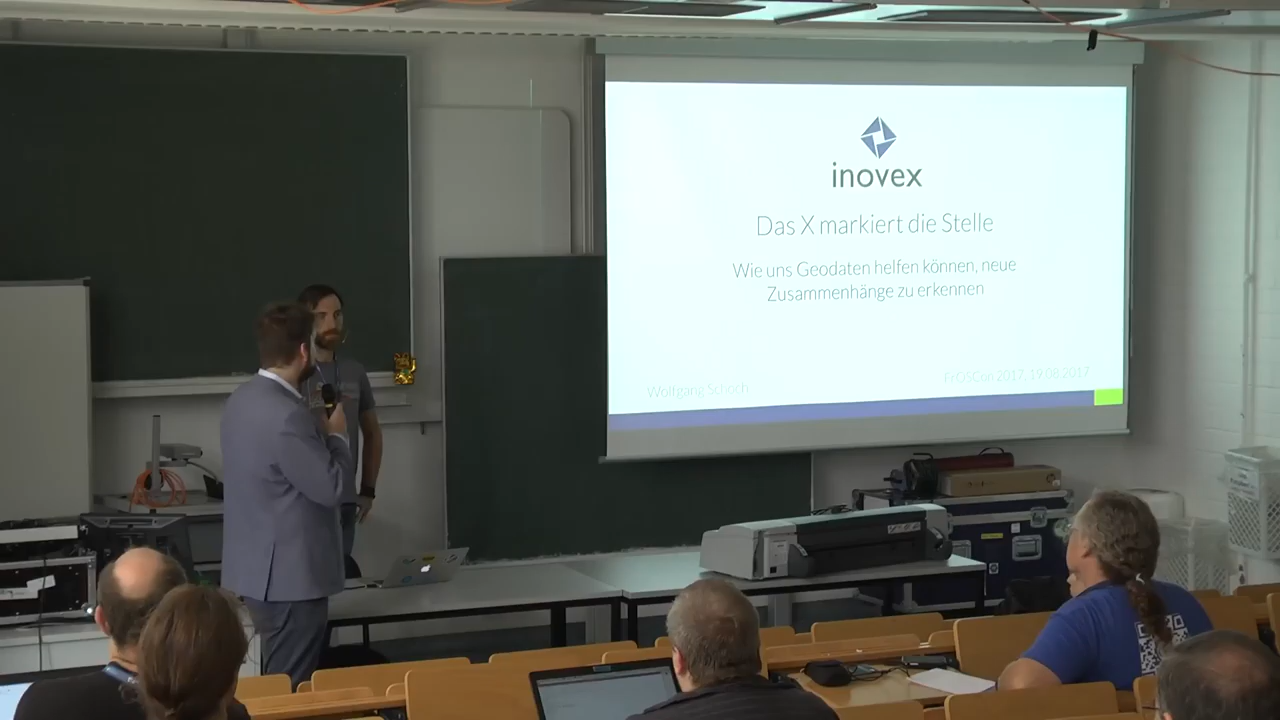 inovex
Das X markiert die Stelle
Wie uns Geodaten helfen können, neue
Zusammenhänge zu erkennen
Wolfgang Schoch
FrOSCon 2017, 19.08.2017